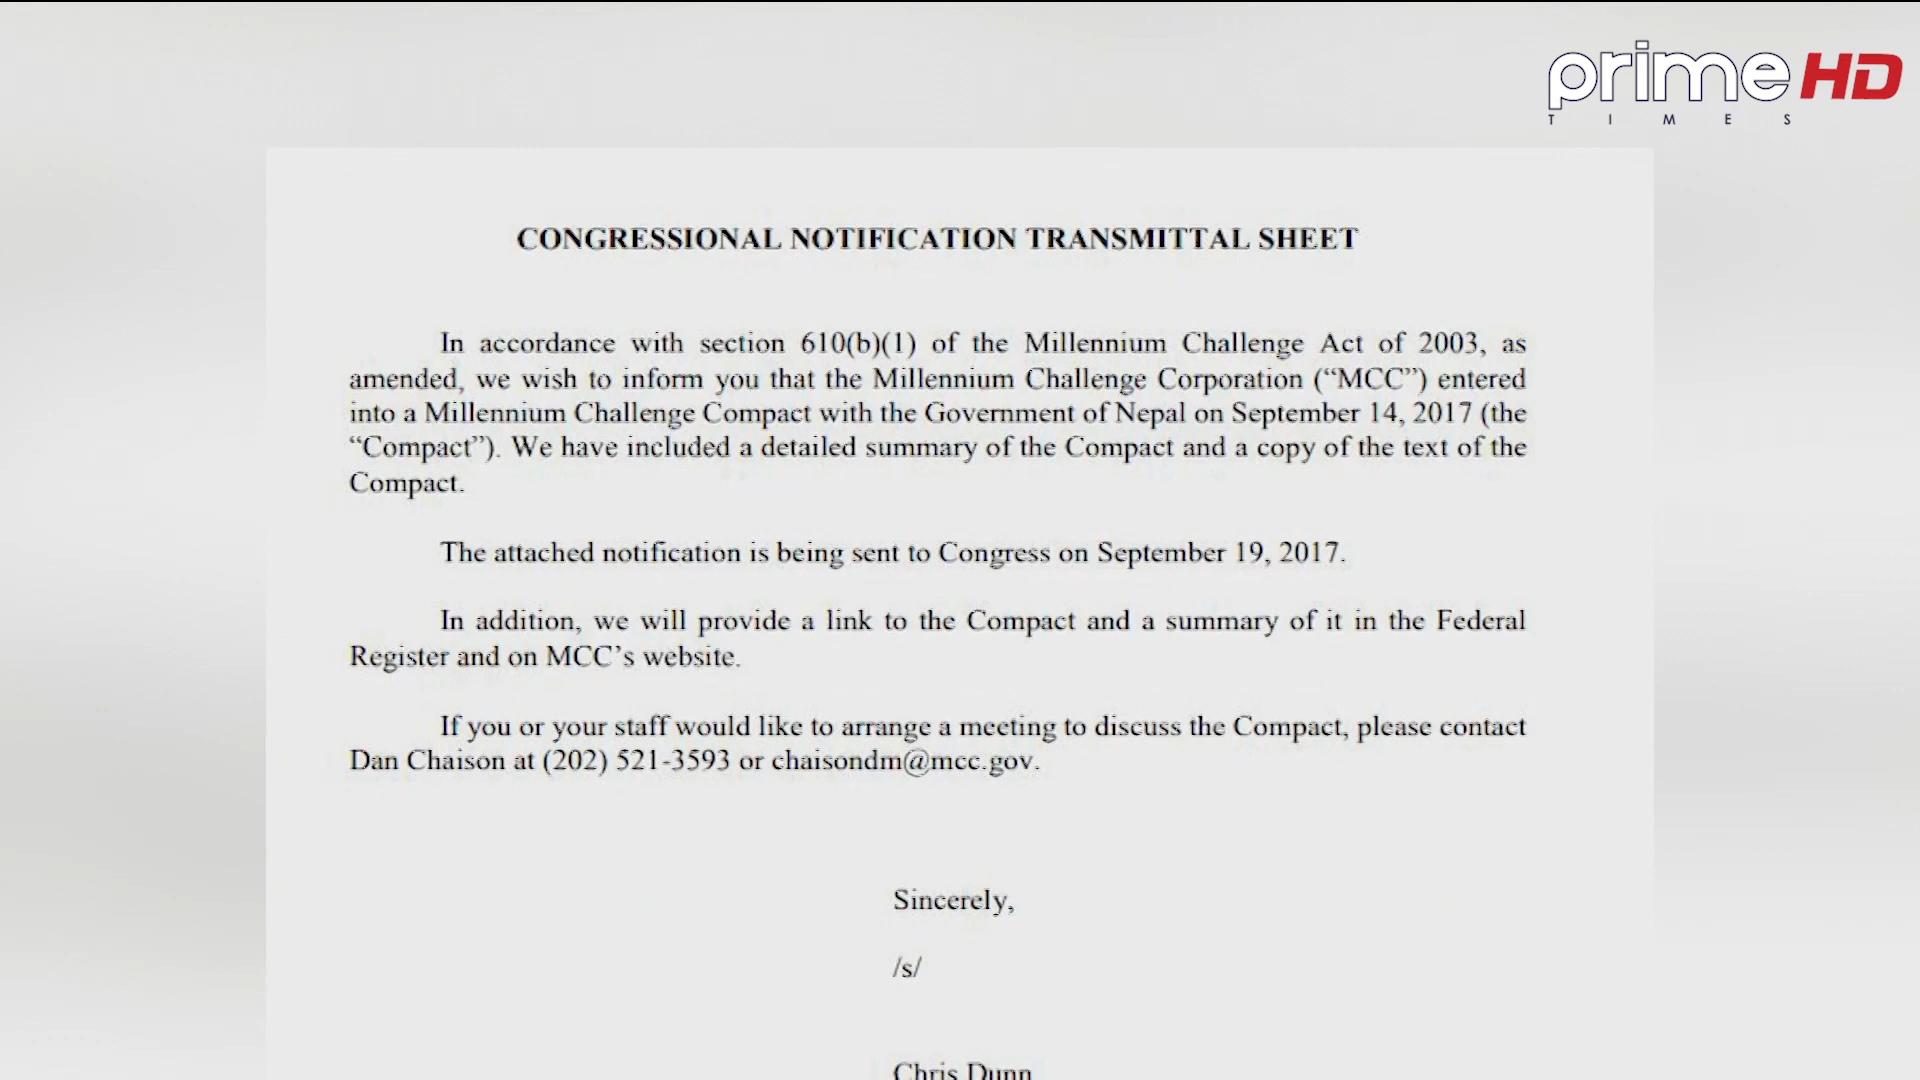 prime HD
TIMES
CONGRESSIONAL NOTIFICATION TRANSMITTAL SHEET
In accordance with section 610(b)(1) of the Millennium Challenge Act of 2003, as
amended, we wish to inform you that the Millennium Challenge Corporation (“MCC”) entered
into a Millennium Challenge Compact with the Government of Nepal on September 14, 2017 (the
“Compact”). We have included a detailed summary of the Compact and a copy of the text of the
Compact.
The attached notification is being sent to Congress on September 19, 2017.
In addition, we will provide a link to the Compact and a summary of it in the Federal
Register and on MCC’s website.
If you or your staff would like to arrange a meeting to discuss the Compact, please contact
Dan Chaison at (202) 521-3593 or chaisondm@mcc.gov.
Sincerely,
/s/
Chris Dunn